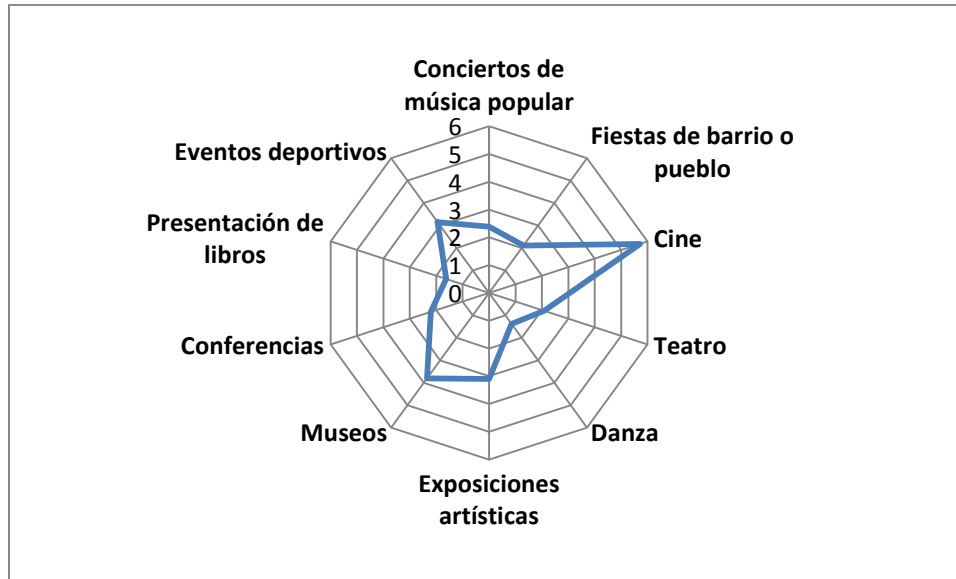 Conciertos de
música popular
Fiestas de barrio o
pueblo
Cine
Teatro
Danza
Exposiciones
artísticas
Museos
Conferencias
Presentación de
libros
Eventos deportivos
6
5
4
3
2
1
0